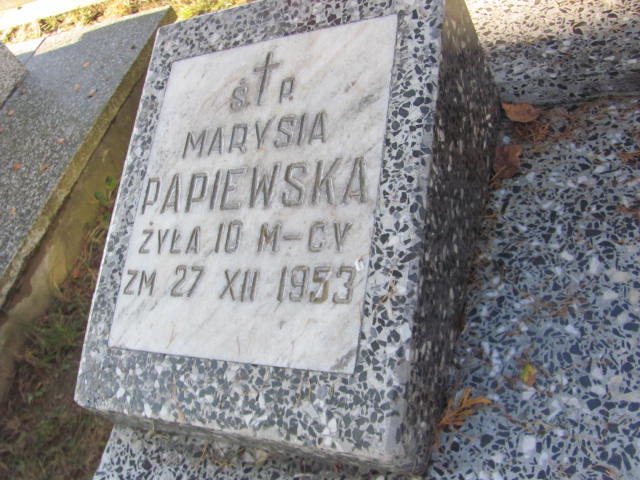 Ś P.
MARYSIA
PAPIEWSKA
ŻYŁA 10 M-CY
ZM 27 XII 1953